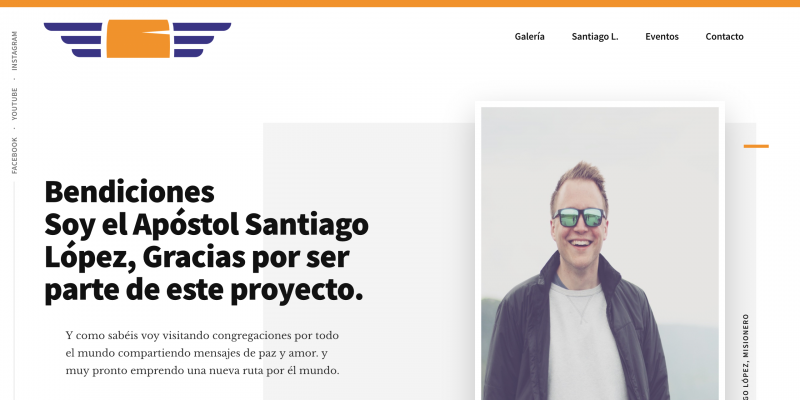 Galería
Santiago L.
Eventos
Contacto
FACEBOOK - YOUTUBE - INSTAGRAM
Bendiciones
Soy el Apóstol Santiago
López, Gracias por ser
parte de este proyecto.
Y como sabéis voy visitando congregaciones por todo
el mundo compartiendo mensajes de paz y amor. y
muy pronto emprendo una nueva ruta por él mundo.
LÓPEZ, MISIONERO